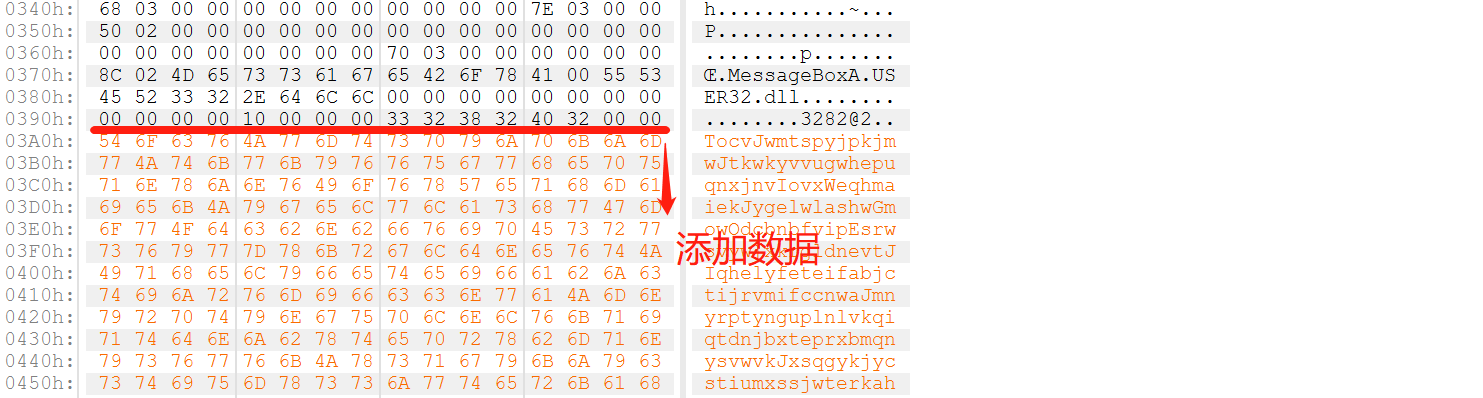 0340h: 68 03 00 00 00 00 00 00 00 00 00 00 7E 03 00 00 h...........~...
0350h: 50 02 00 00 00 00 00 00 00 00 00 00 00 00 00 00 P...............
0360h: 00 00 00 00 00 00 00 00 70 03 00 00 00 00 00 00 ........p.......
0370h: 8C 02 4D 65 73 73 61 67 65 42 6F 78 41 00 55 53 Œ.MessageBoxA.US
0380h: 45 52 33 32 2E 64 6C 6C 00 00 00 00 00 00 00 00 ER32.dll........
0390h: 00 00 00 00 10 00 00 00 33 32 38 32 40 32 00 00 ........3282@2..
03A0h: 54 6F 63 76 4A 77 6D 74 73 70 79 6A 70 6B 6A 6D TocvJwmtspyjpkjm
03B0h: 77 4A 74 6B 77 6B 79 76 76 75 67 77 68 65 70 75 wJtkwkyvvugwhepu
03C0h: 71 6E 78 6A 6E 76 49 6F 76 78 57 65 71 68 6D 61 qnxjnvIovxWeqhma
03D0h: 69 65 6B 4A 79 67 65 6C 77 6C 61 73 68 77 47 6D iekJygelwlashwGm
03E0h: 6F 77 4F 64 63 62 6E 62 66 76 69 70 45 73 72 77 owOdcbnbfvipEsrw
添加数据
03F0h: 73 76 79 77 7D 78 6B 72 67 6C 64 6E 65 76 74 4A dnevtJ
0400h: 49 71 68 65 6C 79 66 65 74 65 69 66 61 62 6A 63 Iqhelyfeteifabjc
0410h: 74 69 6A 72 76 6D 69 66 63 63 6E 77 61 4A 6D 6E tijrvmifccnwaJmn
0420h: 79 72 70 74 79 6E 67 75 70 6C 6E 6C 76 6B 71 69 yrptynguplnlvkqi
0430h: 71 74 64 6E 6A 62 78 74 65 70 72 78 62 6D 71 6E qtdnjbxteprxbmqn
0440h: 79 73 76 77 76 6B 4A 78 73 71 67 79 6B 6A 79 63 ysvwvkJxsqgykjyc
0450h: 73 74 69 75 6D 78 73 73 6A 77 74 65 72 6B 61 68 stiumxssjwterkah